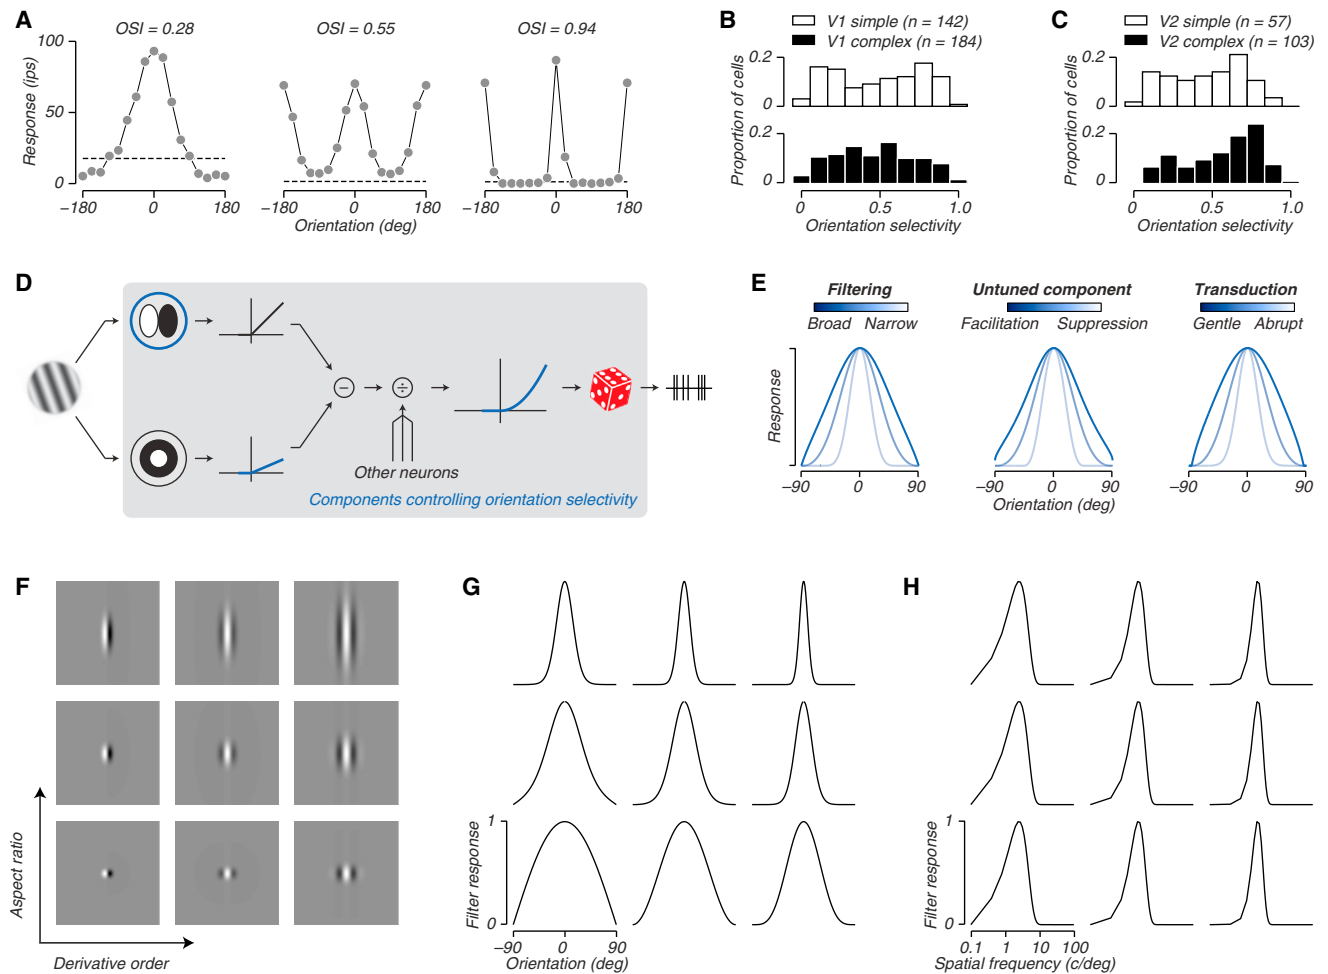 A
OSI = 0.28
OSI = 0.55
OSI = 0.94
Response (ips)
100
50
0
−180
0
180
−180
0
180
−180
0
180
Orientation (deg)
B
V1 simple (n = 142)
V1 complex (n = 184)
Proportion of cells
0.2
0
Proportion of cells
0.2
0
0
0.5
1.0
Orientation selectivity
C
V2 simple (n = 57)
V2 complex (n = 103)
Proportion of cells
0.2
0
Proportion of cells
0.2
0
0
0.5
1.0
Orientation selectivity
D
−
÷
Other neurons
Components controlling orientation selectivity
E
Filtering
Broad Narrow
Untuned component
Facilitation Suppression
Transduction
Gentle Abrupt
Response
−90
0
90
−90
0
90
−90
0
90
Orientation (deg)
F
Aspect ratio
Derivative order
G
Filter response
1
0
−90
0
90
Orientation (deg)
H
Filter response
1
0
0.1
1
10
100
Spatial frequency (c/deg)